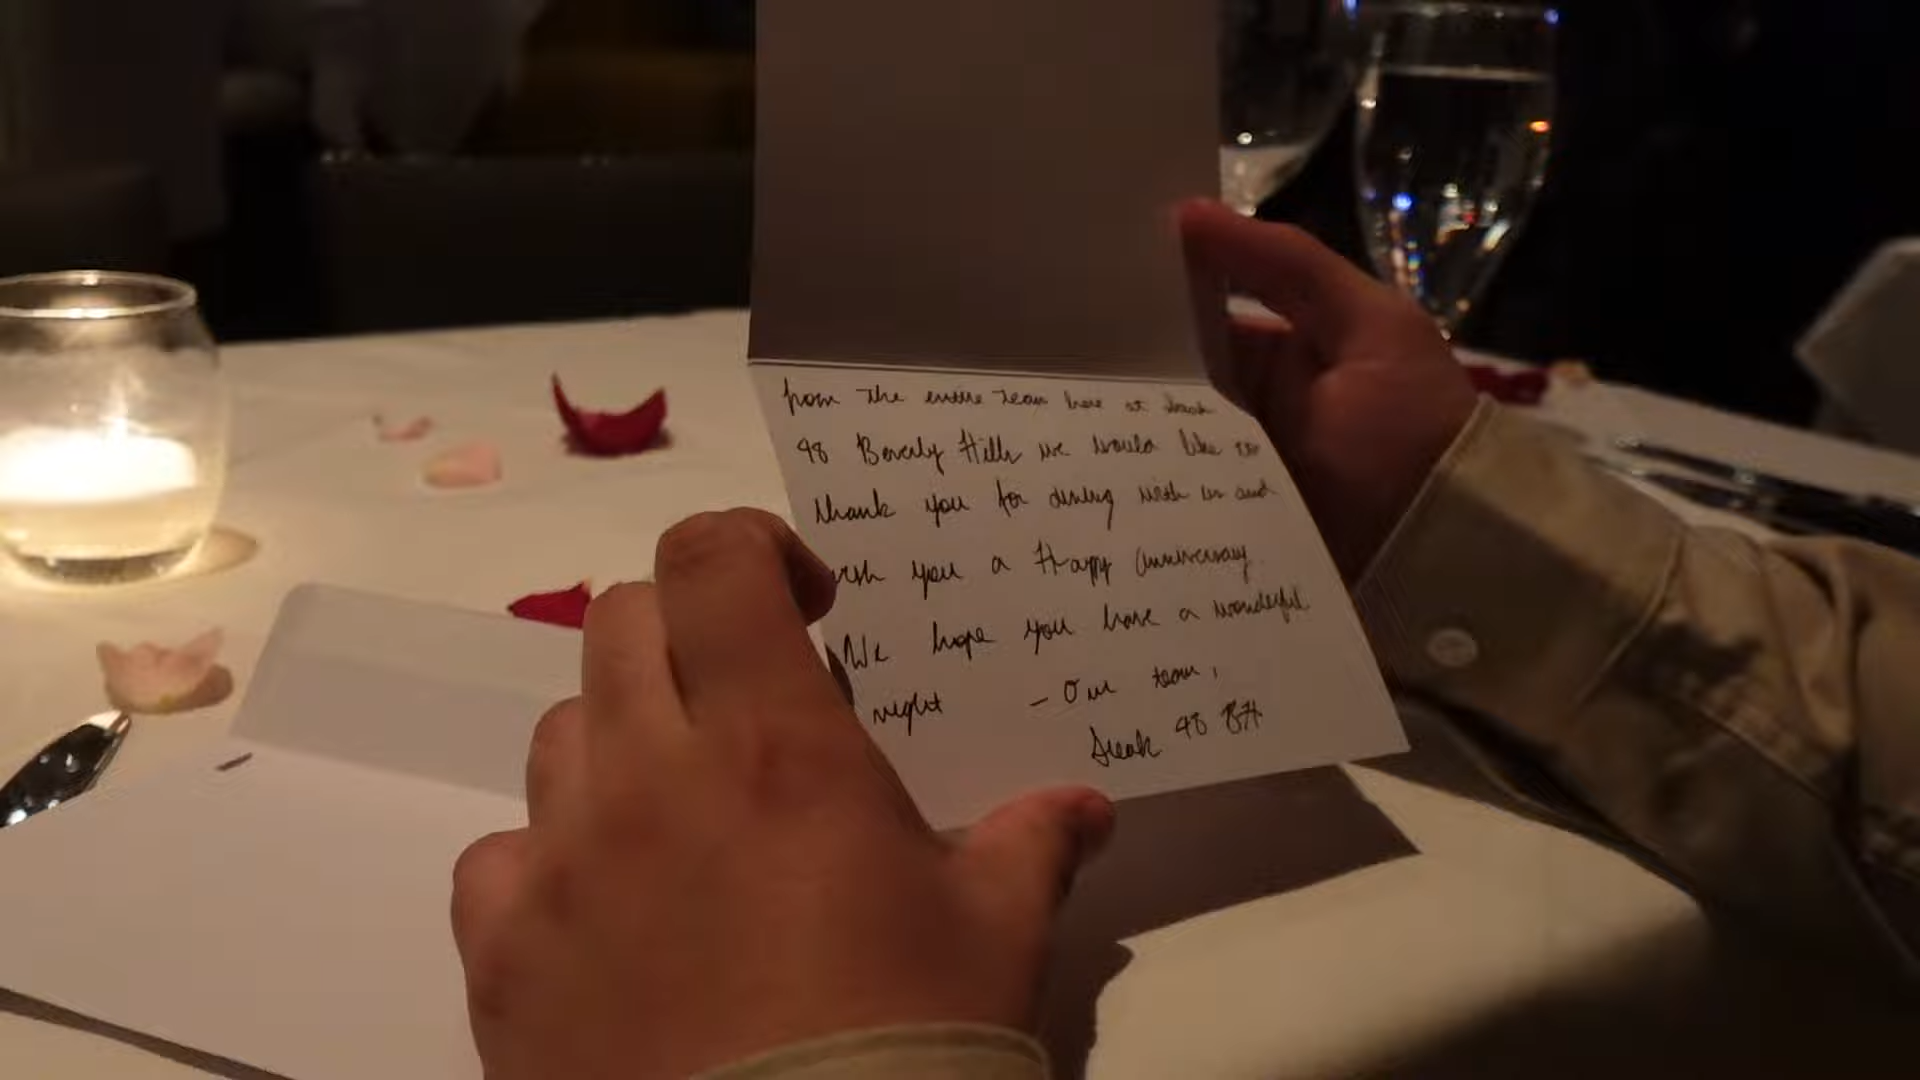 from the entire team here at steak
48 Beverly Hills we would like to
thank you for dining with us and
wish you a Happy Anniversary.
We hope you have a wonderful
night - Our team,
Steak 48 BH